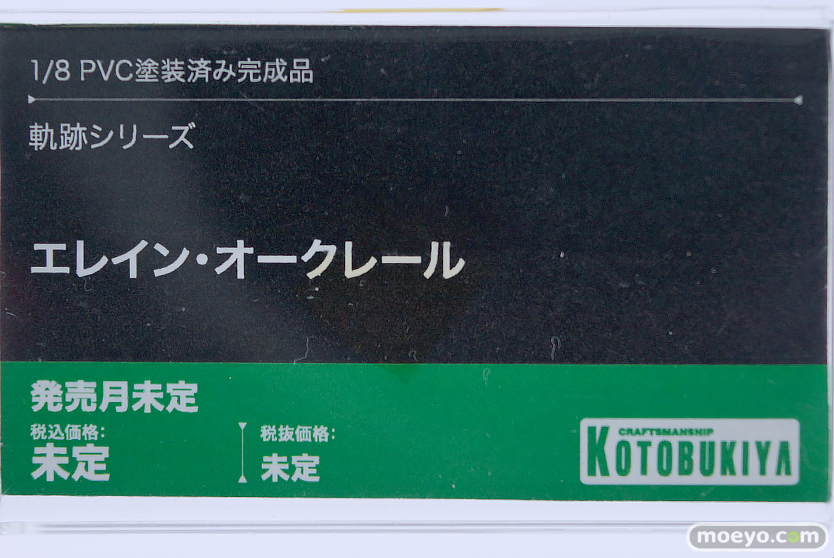 1/8 PVC塗装済み完成品
軌跡シリーズ
エレイン・オークレール
発売月未定
税込価格:
未定
税抜価格:
未定
CRAFTSMANSHIP
KOTOBUKIYA
moeyo.com